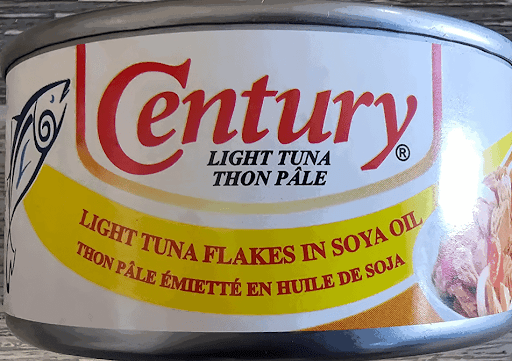 Century®
LIGHT TUNA
THON PÂLE
LIGHT TUNA FLAKES IN SOYA OIL
THON PÂLE ÉMIETTÉ EN HUILE DE SOJA